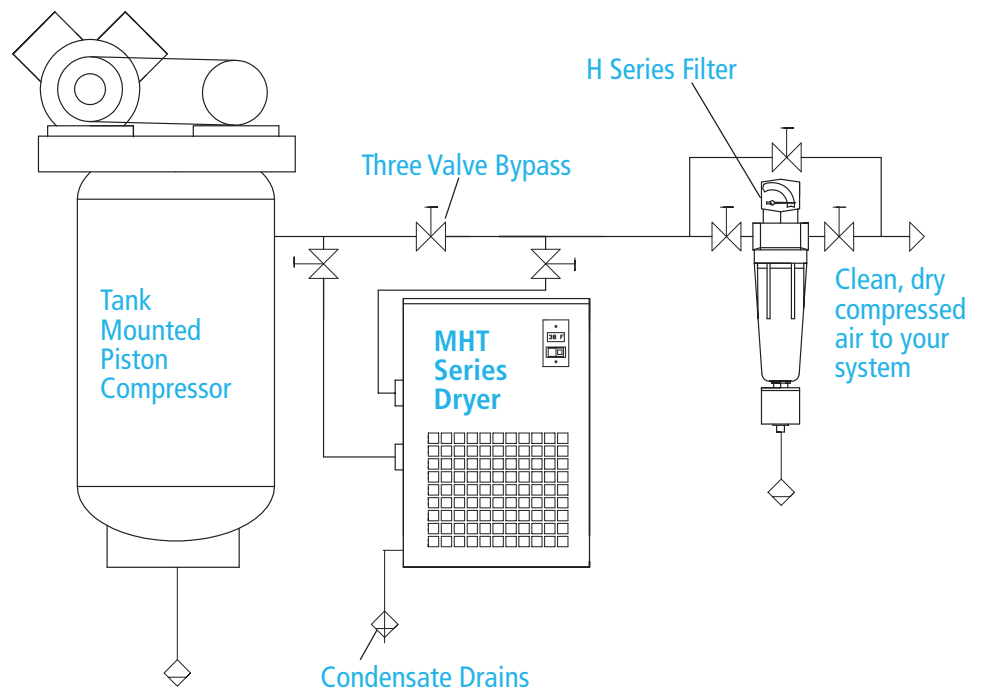 H Series Filter
Three Valve Bypass
Tank
Mounted
Piston
Compressor
MHT
Series
Dryer
38 F
Clean, dry
compressed
air to your
system
Condensate Drains